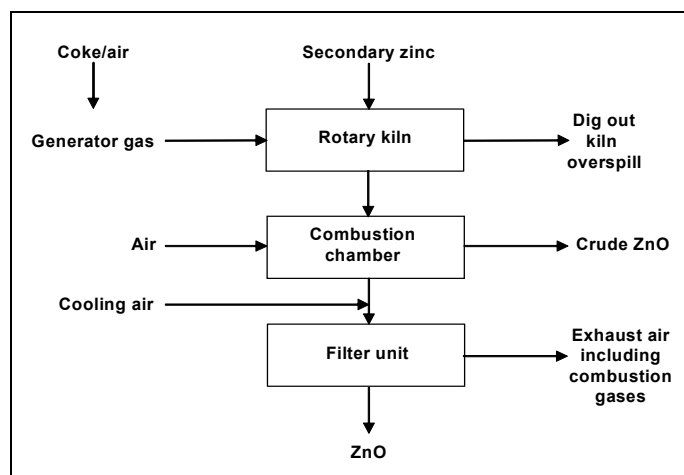 Coke/air
Secondary zinc
Generator gas
Rotary kiln
Dig out
kiln
overspill
Air
Combustion
chamber
Crude ZnO
Cooling air
Filter unit
Exhaust air
including
combustion
gases
ZnO